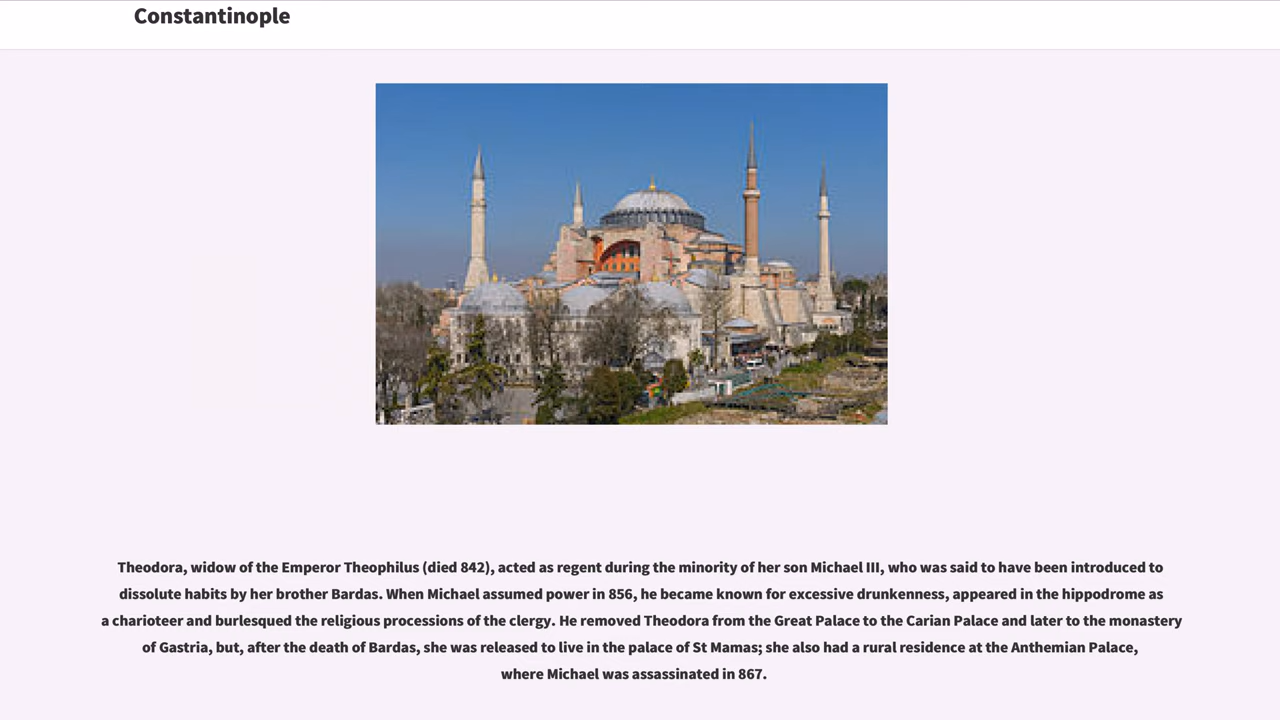 Constantinople
Theodora, widow of the Emperor Theophilus (died 842), acted as regent during the minority of her son Michael III, who was said to have been introduced to
dissolute habits by her brother Bardas. When Michael assumed power in 856, he became known for excessive drunkenness, appeared in the hippodrome as
a charioteer and burlesqued the religious processions of the clergy. He removed Theodora from the Great Palace to the Carian Palace and later to the monastery
of Gastria, but, after the death of Bardas, she was released to live in the palace of St Mamas; she also had a rural residence at the Anthemian Palace,
where Michael was assassinated in 867.